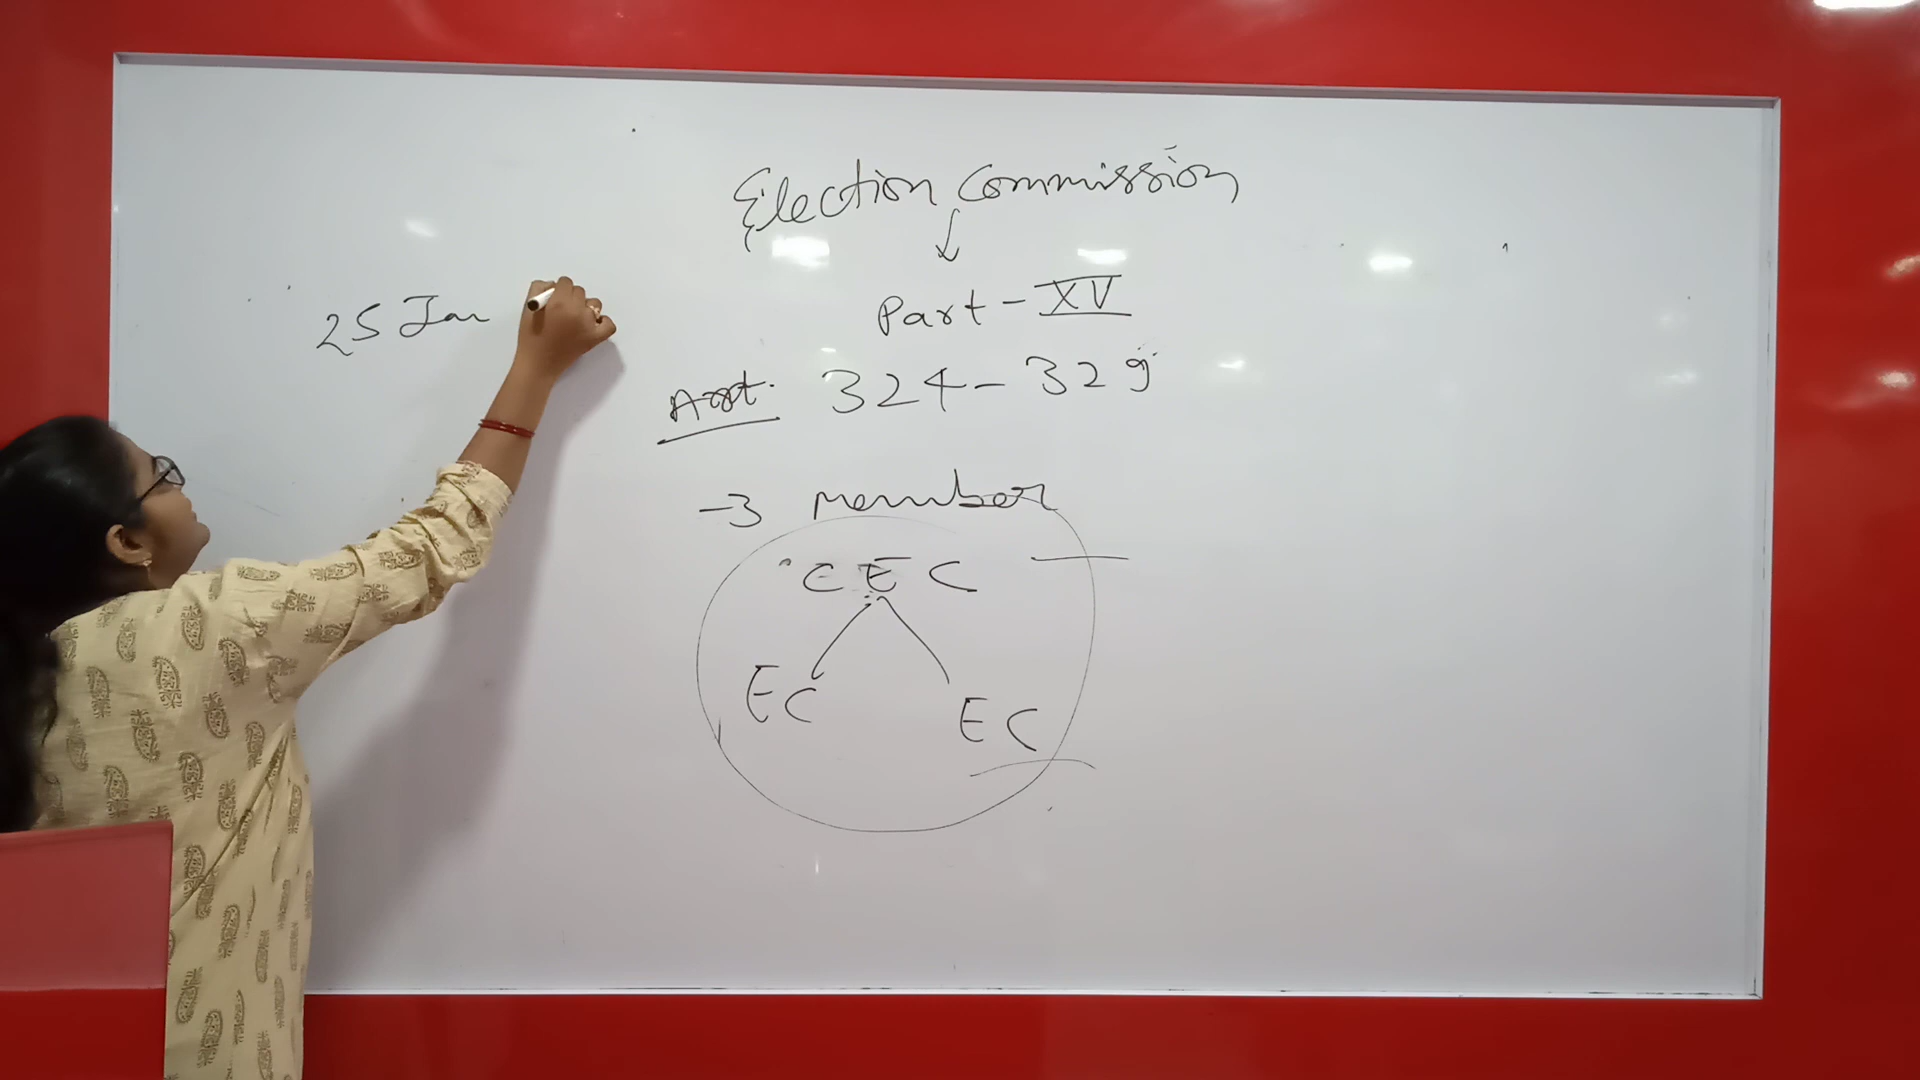 Election Commission
Part - XV
25 Jan
Art. 324 - 329
- 3 Member
CEC
EC
EC